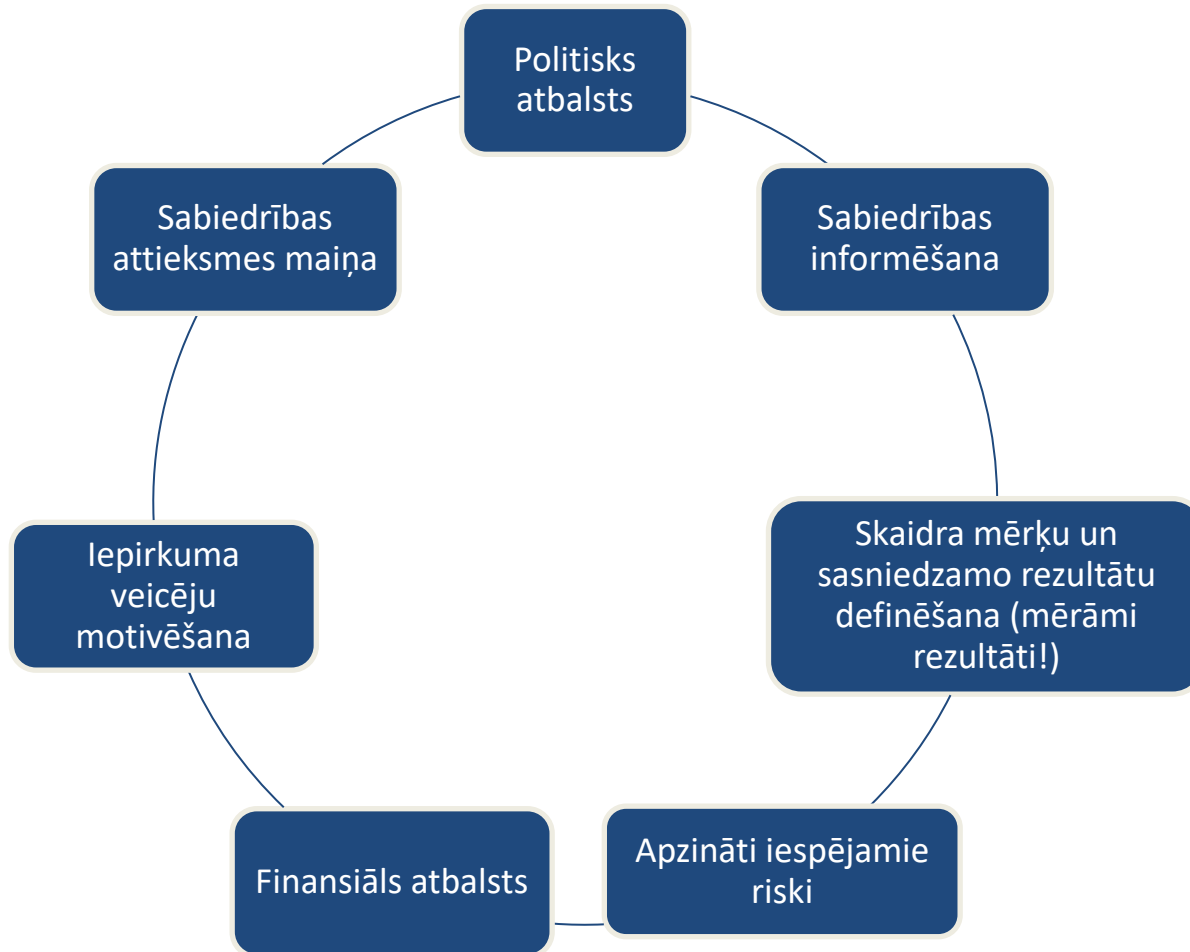 Politisks
atbalsts
Sabiedrības
informēšana
Skaidra mērķu un
sasniedzamo rezultātu
definēšana (mērāmi
rezultāti!)
Apzināti iespējamie
riski
Finansiāls atbalsts
Iepirkuma
veicēju
motivēšana
Sabiedrības
attieksmes maiņa